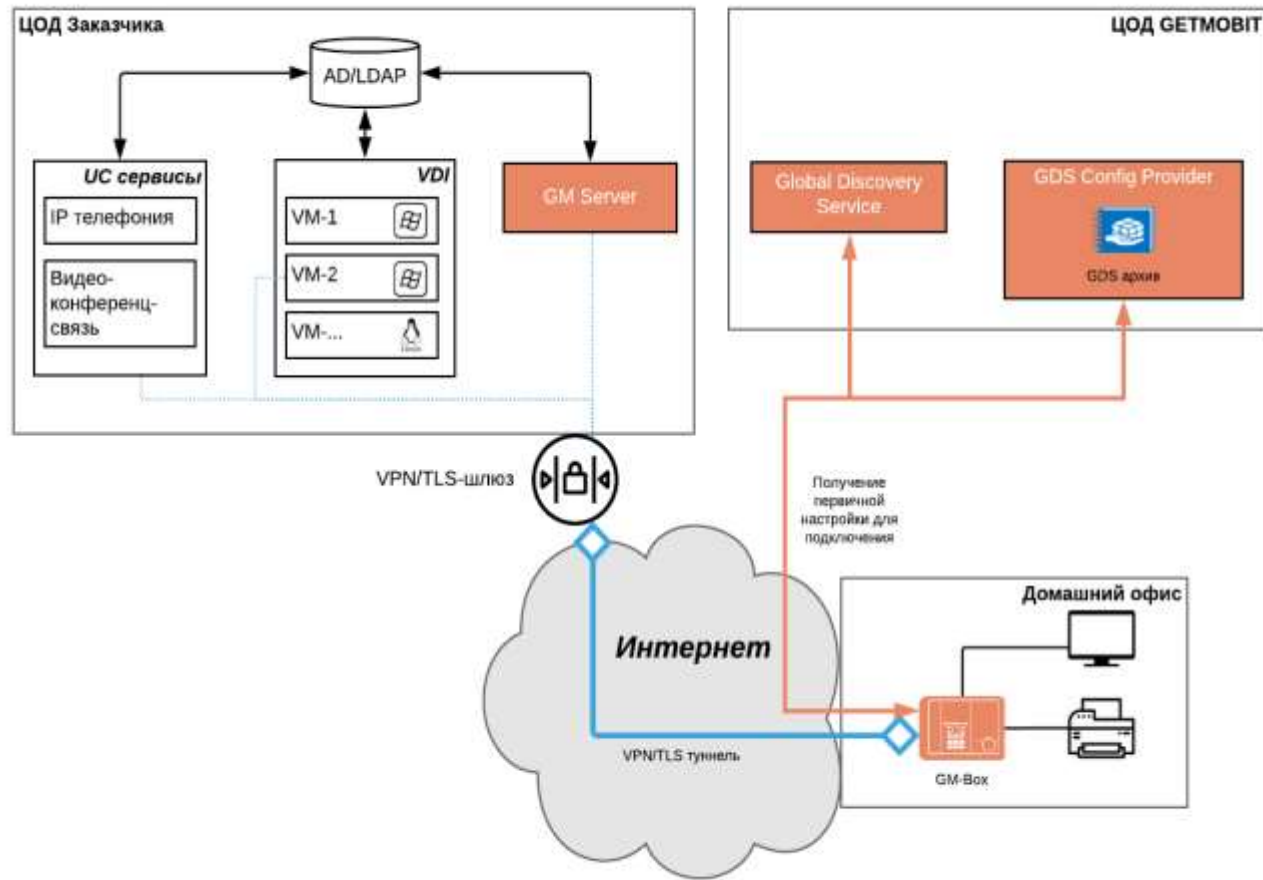 ЦОД Заказчика
AD/LDAP
UC сервисы
IP телефония
Видео-
конференц-
связь
VDI
VM-1
VM-2
VM-...
GM Server
VPN/TLS-шлюз
ЦОД GETMOBIT
Global Discovery
Service
GDS Config Provider
GDS архив
Получение
первичной
настройки для
подключения
Интернет
VPN/TLS туннель
Домашний офис
GM-Box